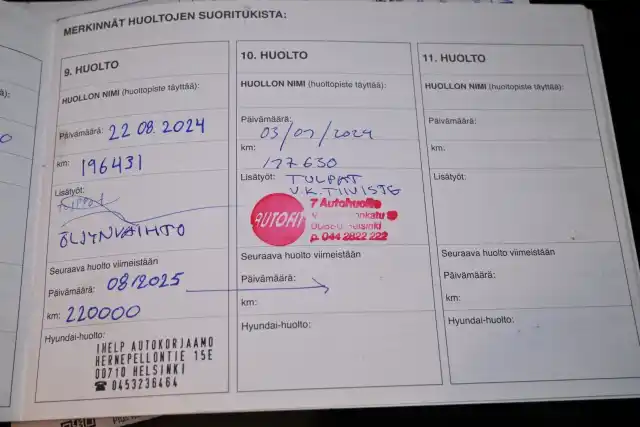 MERKINNÄT HUOLTOJEN SUORITUKISTA:
9. HUOLTO
HUOLLON NIMI (huoltopiste täyttää):
Päivämäärä: 22 08. 2024
km: 196431
Lisätyöt:
ÖLJYNVAIHTO
Seuraava huolto viimeistään
Päivämäärä: 08/2025
km: 220000
Hyundai-huolto:
IHELP AUTOKORJAAMO
HERNEPELLONTIE 15E
00710 HELSINKI
☎ 0453236464
10. HUOLTO
HUOLLON NIMI (huoltopiste täyttää):
Päivämäärä:
03/01/2024
km:
177630
Lisätyöt: TULPAT
V.K. TIIVISTE
7 Autohuolto
Helsinki
p. 044 2822 222
Seuraava huolto viimeistään
Päivämäärä:
km:
Hyundai-huolto:
11. HUOLTO
HUOLLON NIMI (huoltopiste täyttää):
Päivämäärä:
km:
Lisätyöt:
Seuraava huolto viimeistään
Päivämäärä:
km:
Hyundai-huolto: